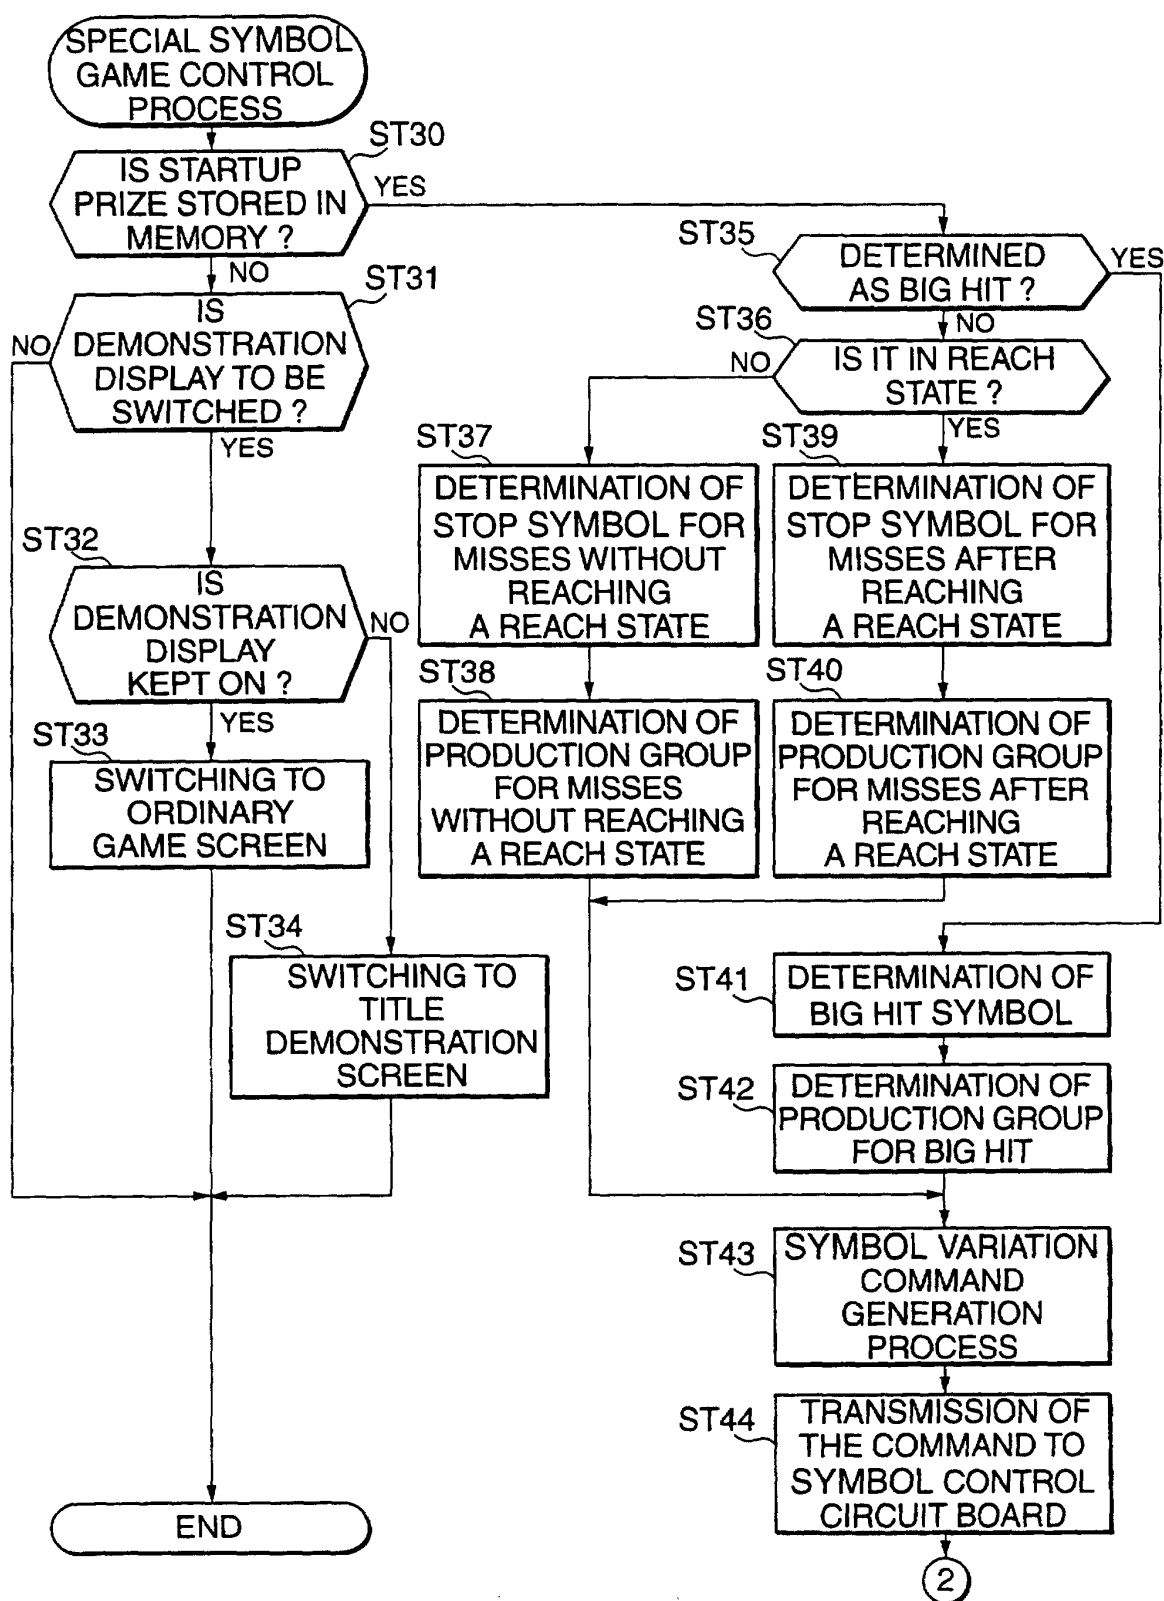 SPECIAL SYMBOL
GAME CONTROL
PROCESS
ST30
IS STARTUP
PRIZE STORED IN
MEMORY ?
YES
NO
ST31
IS
DEMONSTRATION
DISPLAY TO BE
SWITCHED ?
NO
YES
ST32
IS
DEMONSTRATION
DISPLAY
KEPT ON ?
NO
YES
ST33
SWITCHING TO
ORDINARY
GAME SCREEN
ST34
SWITCHING TO
TITLE
DEMONSTRATION
SCREEN
END
ST35
DETERMINED
AS BIG HIT ?
YES
NO
ST36
IS IT IN REACH
STATE ?
NO
YES
ST37
DETERMINATION OF
STOP SYMBOL FOR
MISSES WITHOUT
REACHING
A REACH STATE
ST38
DETERMINATION OF
PRODUCTION GROUP
FOR MISSES
WITHOUT REACHING
A REACH STATE
ST39
DETERMINATION OF
STOP SYMBOL FOR
MISSES AFTER
REACHING
A REACH STATE
ST40
DETERMINATION OF
PRODUCTION GROUP
FOR MISSES AFTER
REACHING
A REACH STATE
ST41
DETERMINATION OF
BIG HIT SYMBOL
ST42
DETERMINATION OF
PRODUCTION GROUP
FOR BIG HIT
ST43
SYMBOL VARIATION
COMMAND
GENERATION
PROCESS
ST44
TRANSMISSION OF
THE COMMAND TO
SYMBOL CONTROL
CIRCUIT BOARD
2